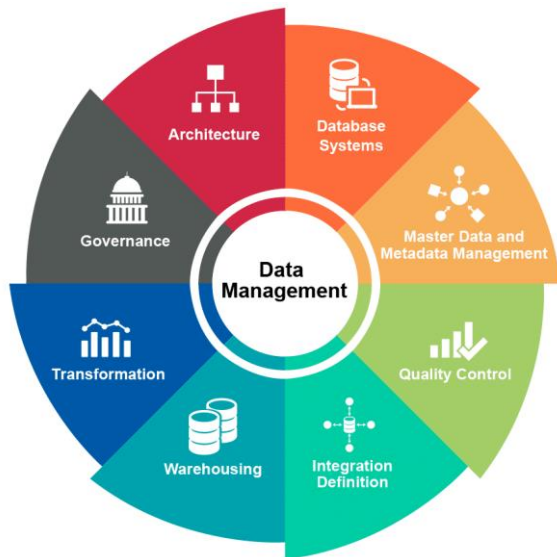 Architecture
Database
Systems
Master Data and
Metadata Management
Quality Control
Integration
Definition
Warehousing
Transformation
Governance
Data
Management